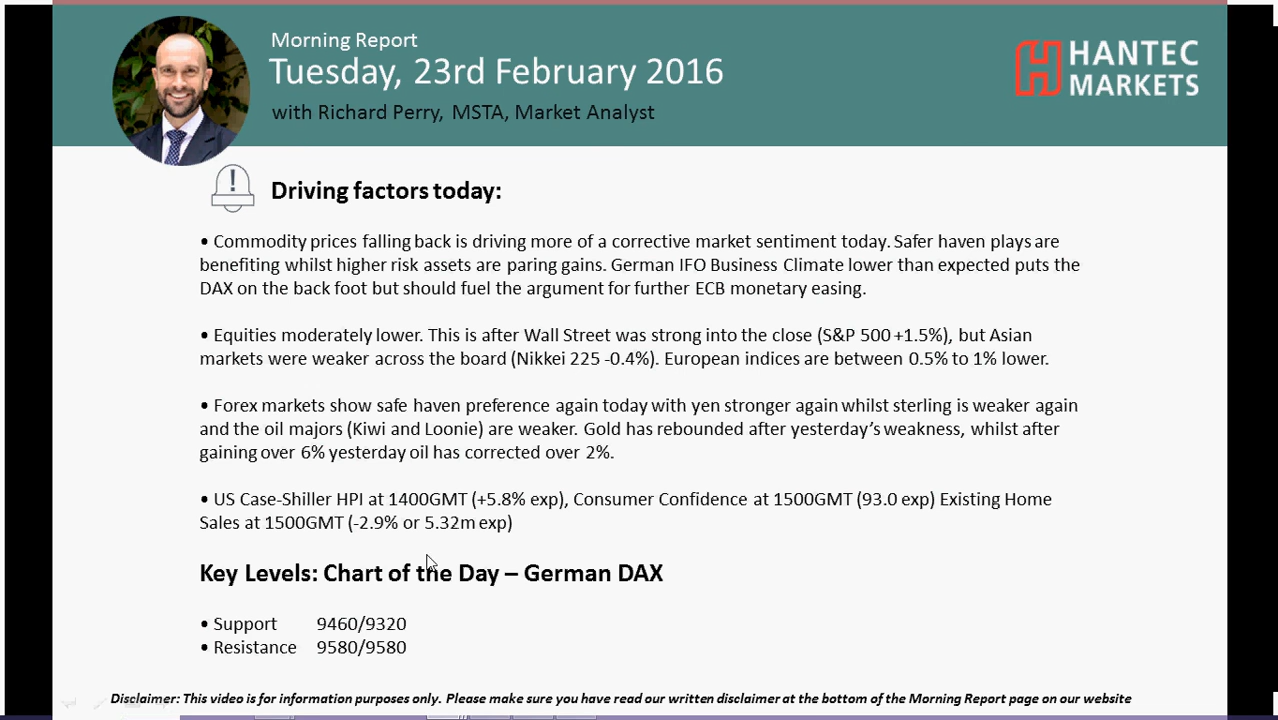 Morning Report
Tuesday, 23rd February 2016
with Richard Perry, MSTA, Market Analyst
HANTEC
MARKETS
!
Driving factors today:
• Commodity prices falling back is driving more of a corrective market sentiment today. Safer haven plays are
benefiting whilst higher risk assets are paring gains. German IFO Business Climate lower than expected puts the
DAX on the back foot but should fuel the argument for further ECB monetary easing.
• Equities moderately lower. This is after Wall Street was strong into the close (S&P 500 +1.5%), but Asian
markets were weaker across the board (Nikkei 225 -0.4%). European indices are between 0.5% to 1% lower.
• Forex markets show safe haven preference again today with yen stronger again whilst sterling is weaker again
and the oil majors (Kiwi and Loonie) are weaker. Gold has rebounded after yesterday's weakness, whilst after
gaining over 6% yesterday oil has corrected over 2%.
• US Case-Shiller HPI at 1400GMT (+5.8% exp), Consumer Confidence at 1500GMT (93.0 exp) Existing Home
Sales at 1500GMT (-2.9% or 5.32m exp)
Key Levels: Chart of the Day – German DAX
• Support 9460/9320
• Resistance 9580/9580
Disclaimer: This video is for information purposes only. Please make sure you have read our written disclaimer at the bottom of the Morning Report page on our website